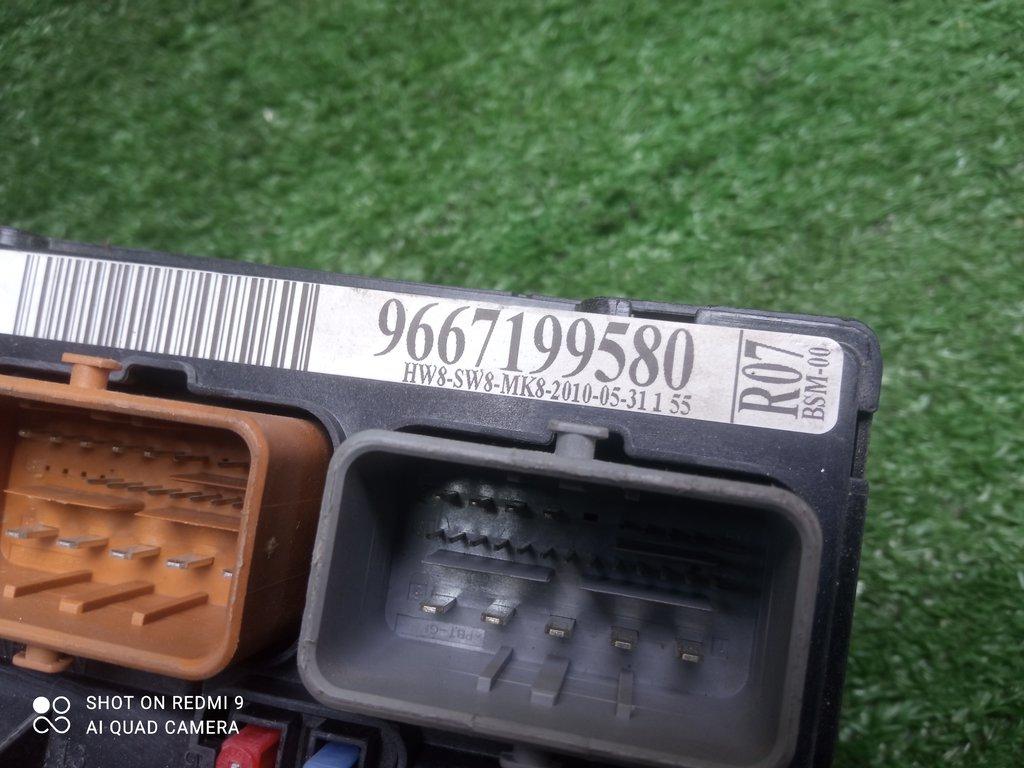 9667199580
HW8-SW8-MK8-2010-05-31 1 55
R07
BSM-00
SHOT ON REDMI 9
AI QUAD CAMERA